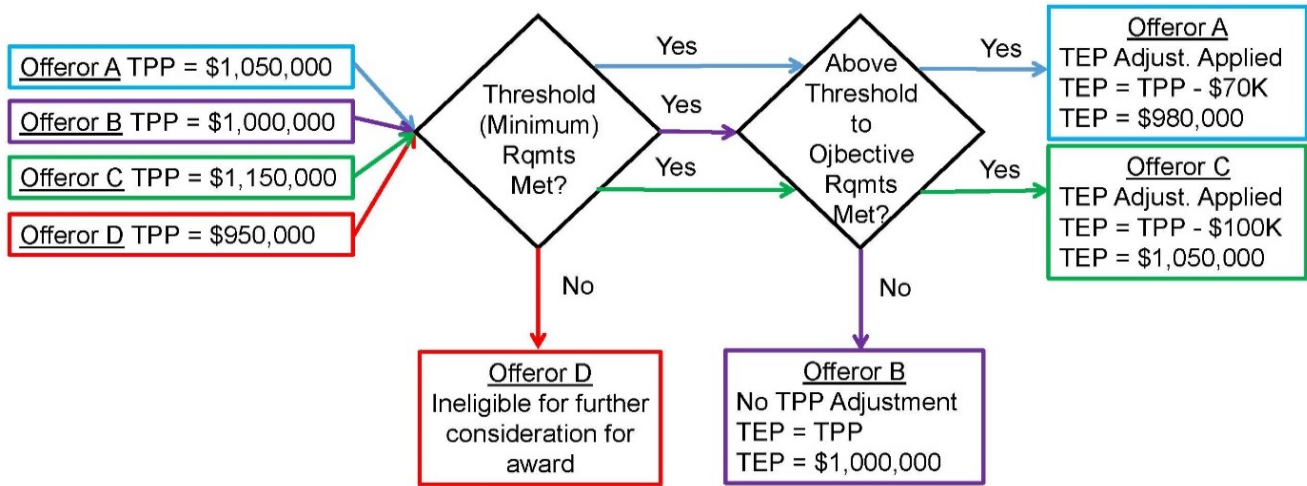 Offeror A TPP = $1,050,000
Offeror B TPP = $1,000,000
Offeror C TPP = $1,150,000
Offeror D TPP = $950,000
Threshold
(Minimum)
Rqmts
Met?
Yes
Yes
Yes
No
Above
Threshold
to
Ojbective
Rqmts
Met?
Yes
Yes
No
Offeror A
TEP Adjust. Applied
TEP = TPP - $70K
TEP = $980,000
Offeror C
TEP Adjust. Applied
TEP = TPP - $100K
TEP = $1,050,000
Offeror D
Ineligible for further
consideration for
award
Offeror B
No TPP Adjustment
TEP = TPP
TEP = $1,000,000